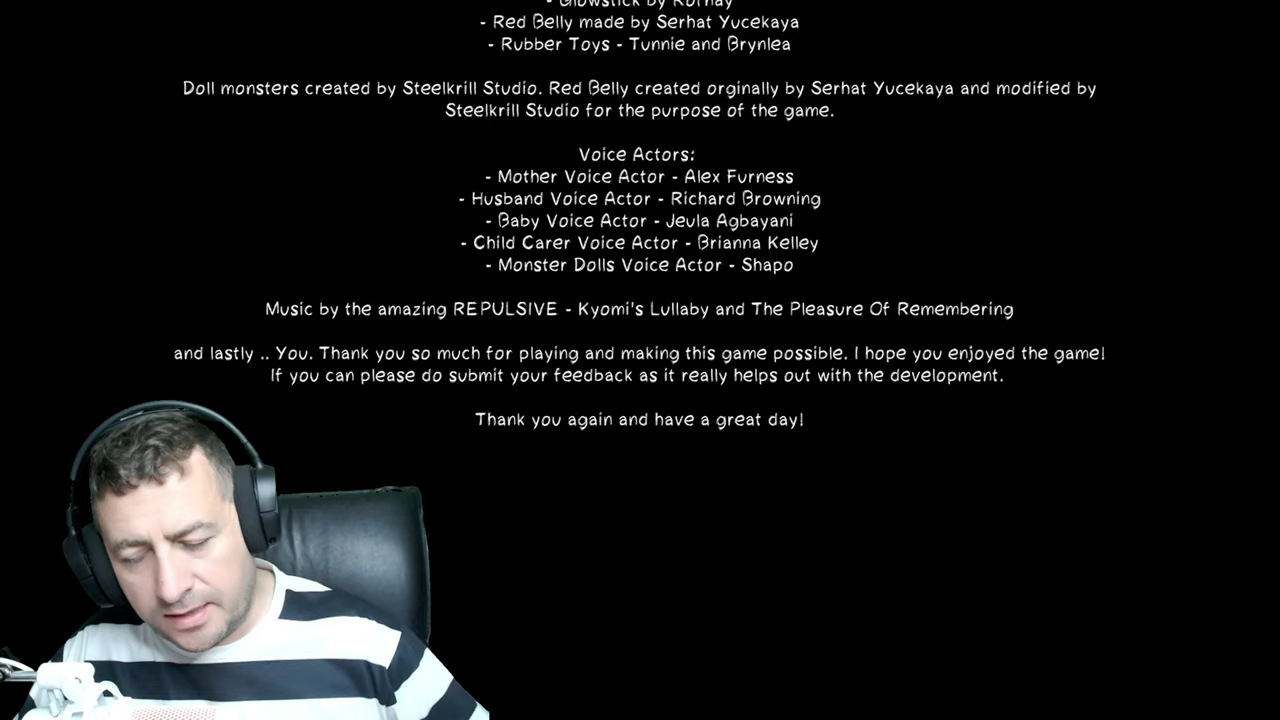 - Glowstick by Rofnay
- Red Belly made by Serhat Yucekaya
- Rubber Toys - Tunnie and Brynlea
Doll monsters created by Steelkrill Studio. Red Belly created orginally by Serhat Yucekaya and modified by
Steelkrill Studio for the purpose of the game.
Voice Actors:
- Mother Voice Actor - Alex Furness
- Husband Voice Actor - Richard Browning
- Baby Voice Actor - Jeula Agbayani
- Child Carer Voice Actor - Brianna Kelley
- Monster Dolls Voice Actor - Shapo
Music by the amazing REPULSIVE - Kyomi's Lullaby and The Pleasure Of Remembering
and lastly .. You. Thank you so much for playing and making this game possible. I hope you enjoyed the game!
If you can please do submit your feedback as it really helps out with the development.
Thank you again and have a great day!